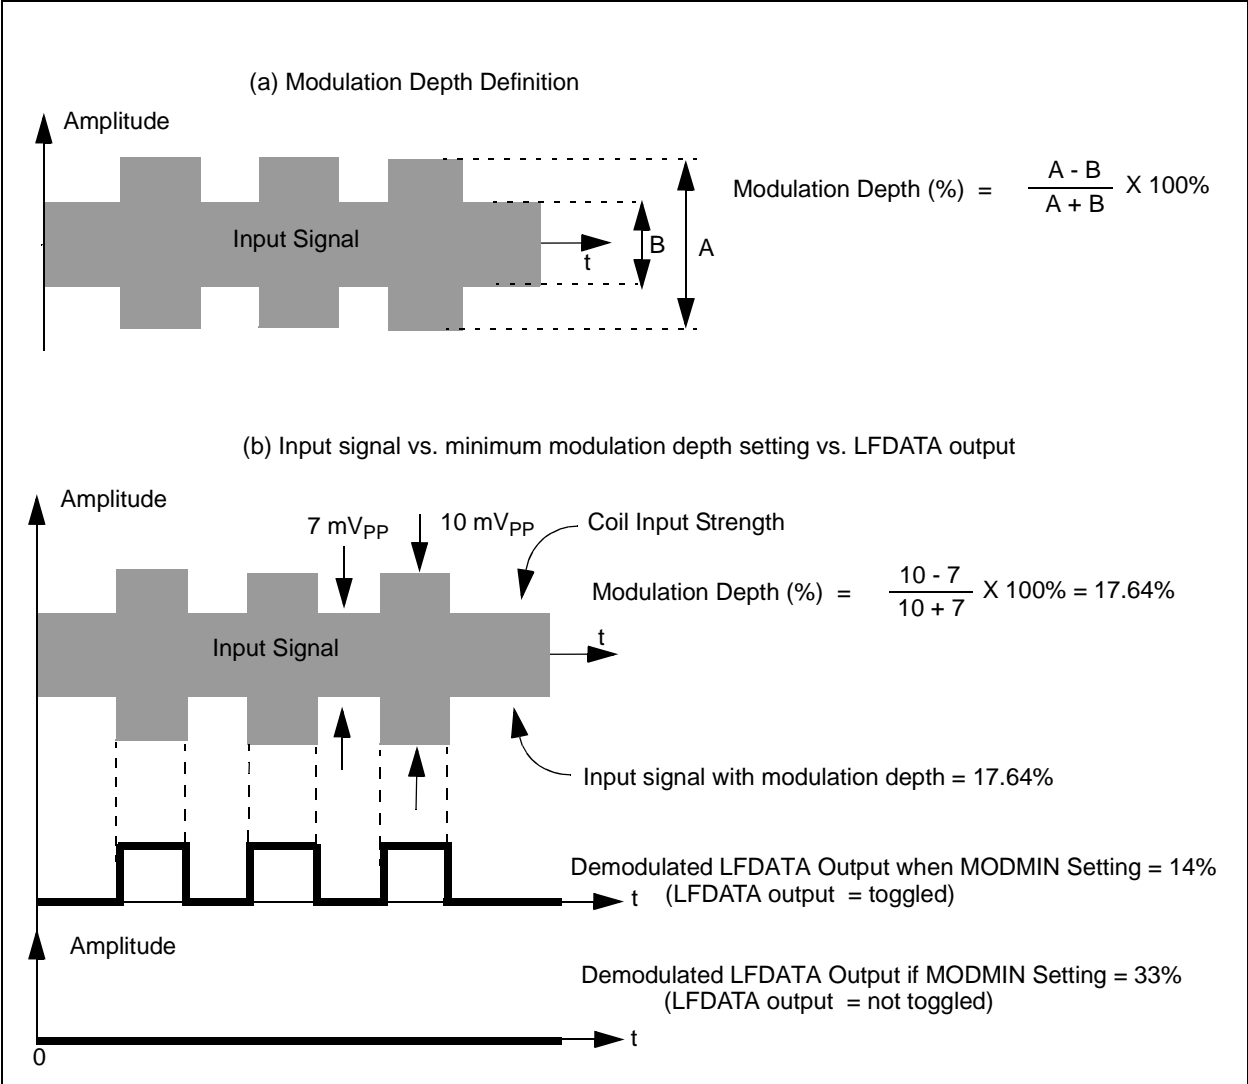 (a) Modulation Depth Definition
Amplitude
Input Signal
t
B
A
Modulation Depth (%) = A - B / A + B X 100%
(b) Input signal vs. minimum modulation depth setting vs. LFDATA output
Amplitude
7 mVPP
10 mVPP
Coil Input Strength
Modulation Depth (%) = 10 - 7 / 10 + 7 X 100% = 17.64%
Input Signal
t
Input signal with modulation depth = 17.64%
Demodulated LFDATA Output when MODMIN Setting = 14%
t
(LFDATA output = toggled)
Amplitude
Demodulated LFDATA Output if MODMIN Setting = 33%
(LFDATA output = not toggled)
t
0